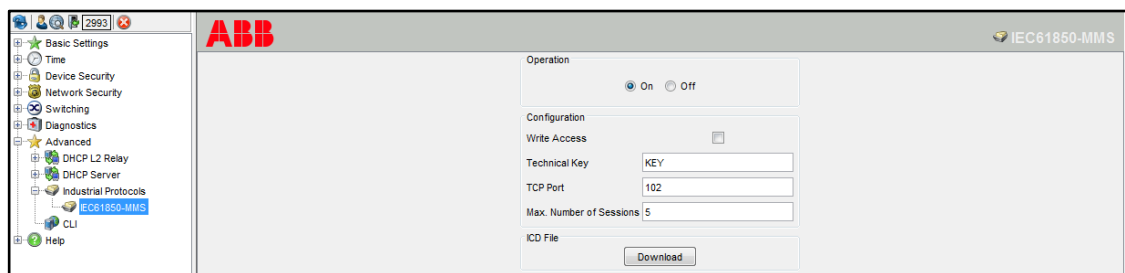 2993
ABB
IEC61850-MMS
Basic Settings
Time
Device Security
Network Security
Switching
Diagnostics
Advanced
DHCP L2 Relay
DHCP Server
Industrial Protocols
IEC61850-MMS
CLI
Help
Operation
On Off
Configuration
Write Access
Technical Key KEY
TCP Port 102
Max. Number of Sessions 5
ICD File
Download